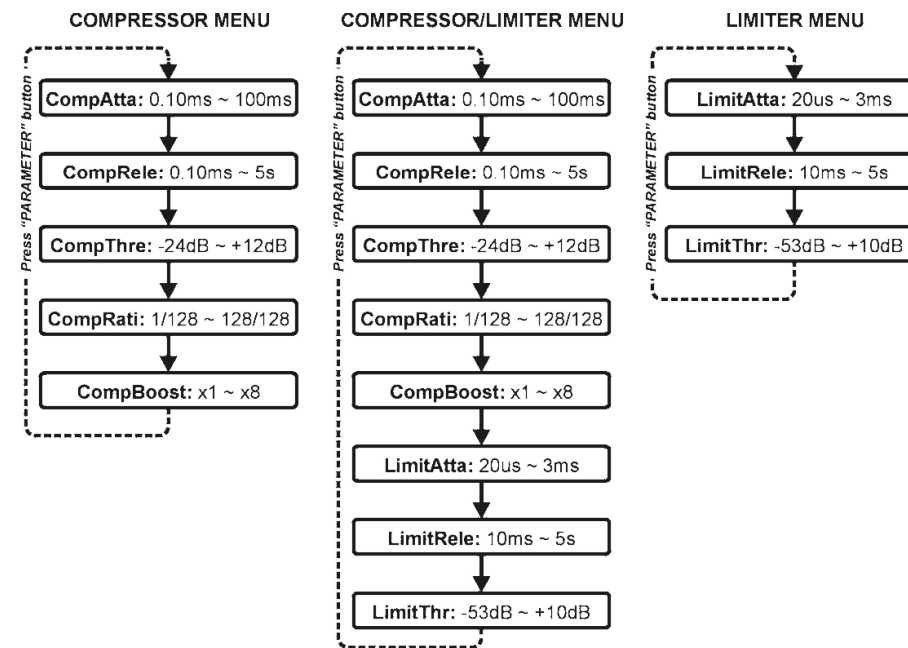 COMPRESSOR MENU
Press "PARAMETER" button
CompAtta: 0.10ms ~ 100ms
CompRele: 0.10ms ~ 5s
CompThre: -24dB ~ +12dB
CompRati: 1/128 ~ 128/128
CompBoost: x1 ~ x8
COMPRESSOR/LIMITER MENU
Press "PARAMETER" button
CompAtta: 0.10ms ~ 100ms
CompRele: 0.10ms ~ 5s
CompThre: -24dB ~ +12dB
CompRati: 1/128 ~ 128/128
CompBoost: x1 ~ x8
LimitAtta: 20us ~ 3ms
LimitRele: 10ms ~ 5s
LimitThr: -53dB ~ +10dB
LIMITER MENU
Press "PARAMETER" button
LimitAtta: 20us ~ 3ms
LimitRele: 10ms ~ 5s
LimitThr: -53dB ~ +10dB